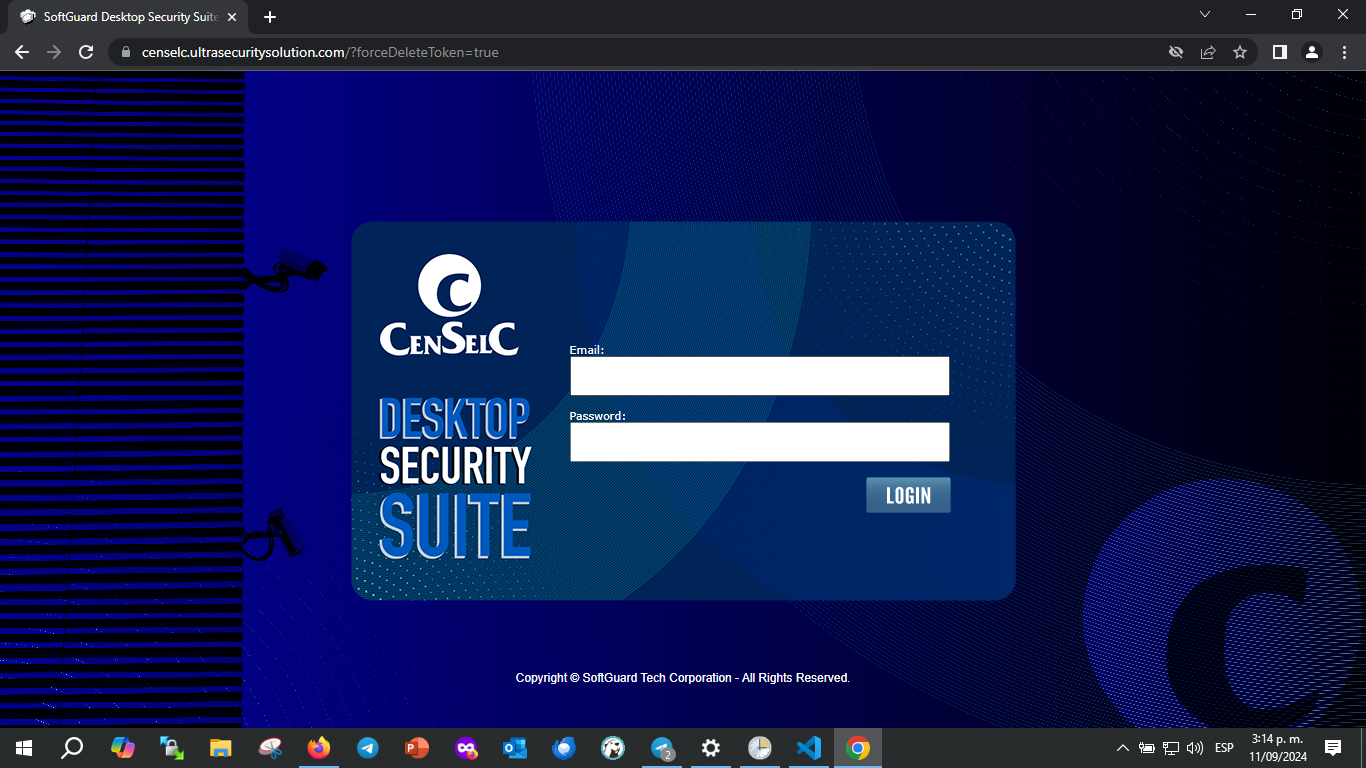 SoftGuard Desktop Security Suite
censelc.ultrasecuritysolution.com/?forceDeleteToken=true
C
CENSELC
DESKTOP
SECURITY
SUITE
Email:
Password:
LOGIN
C
Copyright © SoftGuard Tech Corporation - All Rights Reserved.
2
ESP
3:14 p. m.
11/09/2024